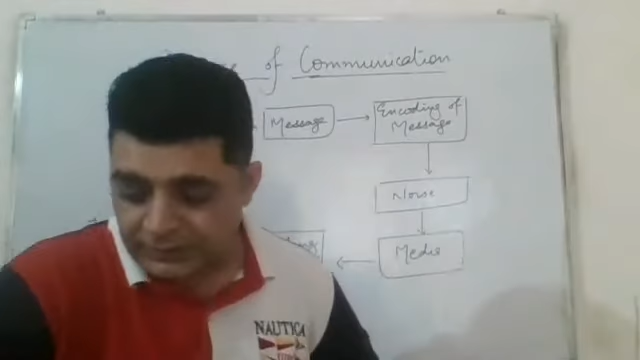 of Communication
Message
Encoding of
Message
Noise
Media
NAUTICA